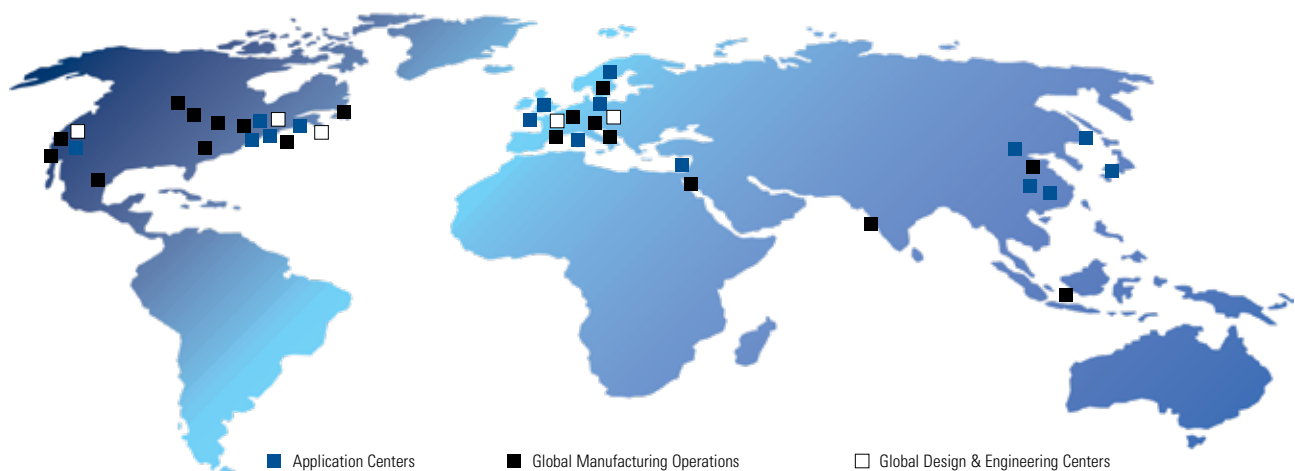 Application Centers
Global Manufacturing Operations
Global Design & Engineering Centers